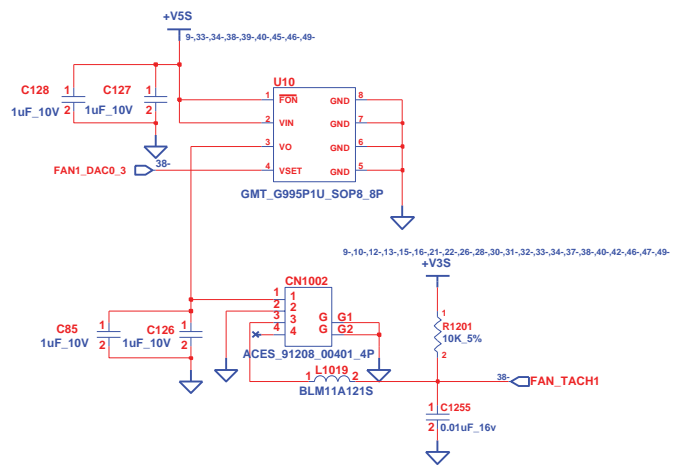 +V5S
9-,33-,34-,38-,39-,40-,45-,46-,49-
U10
C128
1
2
1uF_10V
C127
1
2
1uF_10V
1 FON GND 8
2 VIN GND 7
3 VO GND 6
4 VSET GND 5
FAN1_DAC0_3
38-
GMT_G995P1U_SOP8_8P
9-,10-,12-,13-,15-,16-,21-,22-,26-,28-,30-,31-,32-,33-,34-,37-,38-,40-,42-,46-,47-,49-
+V3S
CN1002
1 1
2 2
3 3 G G1
4 4 G G2
ACES_91208_00401_4P
C85
1
2
1uF_10V
C126
1
2
1uF_10V
1
R1201
10K_5%
2
L1019
1 2
BLM11A121S
38-
FAN_TACH1
1
C1255
2
0.01uF_16v